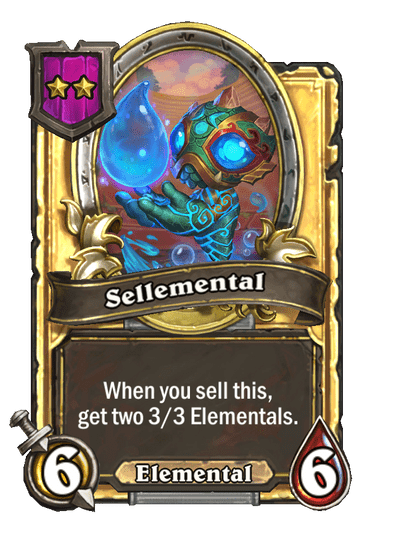 Sellemental
When you sell this,
get two 3/3 Elementals.
6
Elemental
6